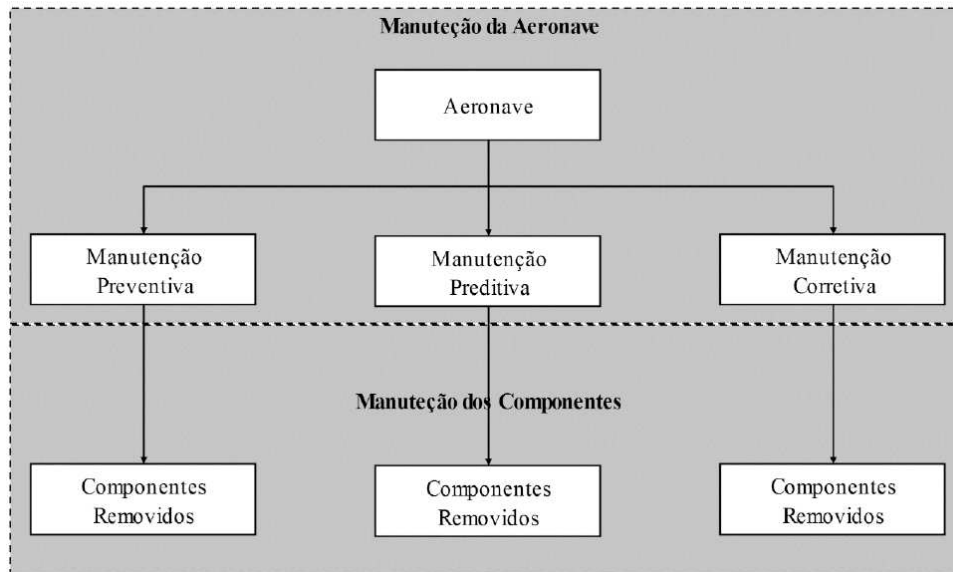 Manuteção da Aeronave
Aeronave
Manutenção
Preventiva
Manutenção
Preditiva
Manutenção
Corretiva
Manuteção dos Componentes
Componentes
Removidos
Componentes
Removidos
Componentes
Removidos